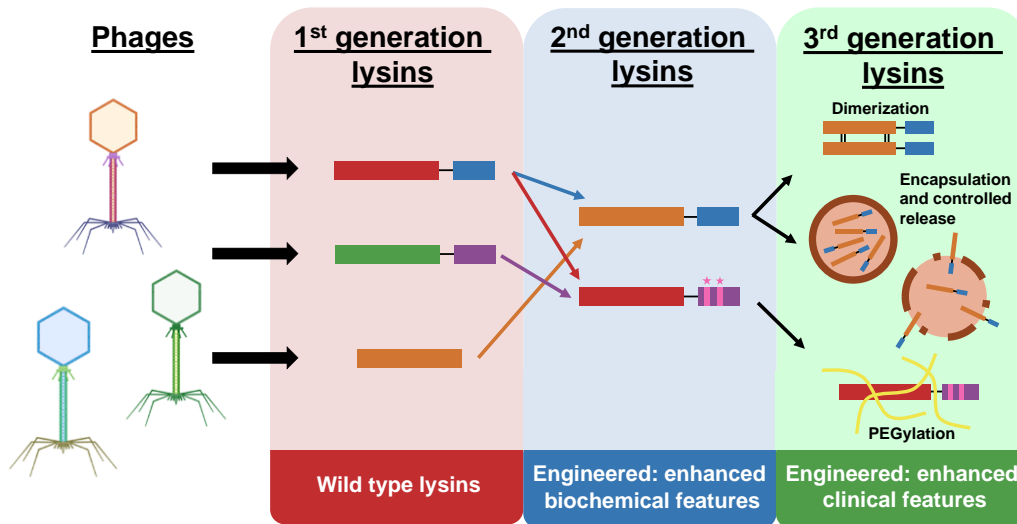 Phages
1st generation
lysins
2nd generation
lysins
3rd generation
lysins
Dimerization
Encapsulation
and controlled
release
PEGylation
Wild type lysins
Engineered: enhanced
biochemical features
Engineered: enhanced
clinical features